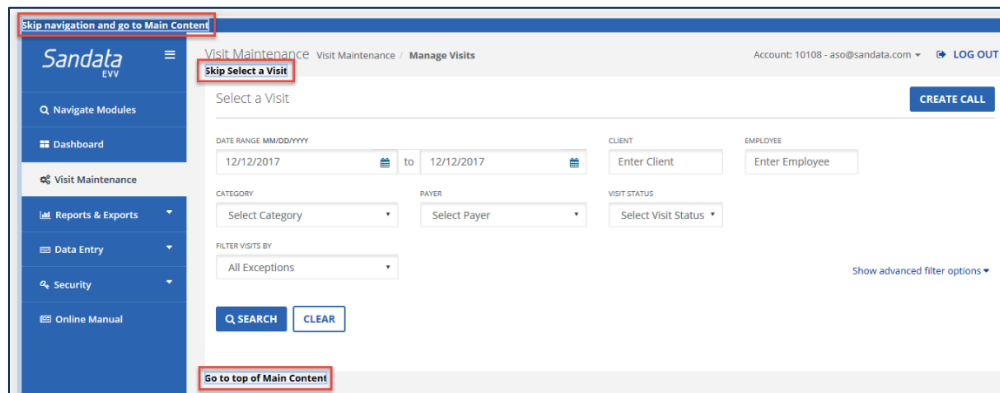 Skip navigation and go to Main Content
Sandata
EVV
Navigate Modules
Dashboard
Visit Maintenance
Reports & Exports
Data Entry
Security
Online Manual
Visit Maintenance Visit Maintenance / Manage Visits
Account: 10108 - aso@sandata.com LOG OUT
Skip Select a Visit
Select a Visit
CREATE CALL
DATE RANGE MM/DD/YYYY CLIENT EMPLOYEE
12/12/2017 to 12/12/2017 Enter Client Enter Employee
CATEGORY PAYER VISIT STATUS
Select Category Select Payer Select Visit Status
FILTER VISITS BY
All Exceptions
Show advanced filter options
SEARCH CLEAR
Go to top of Main Content